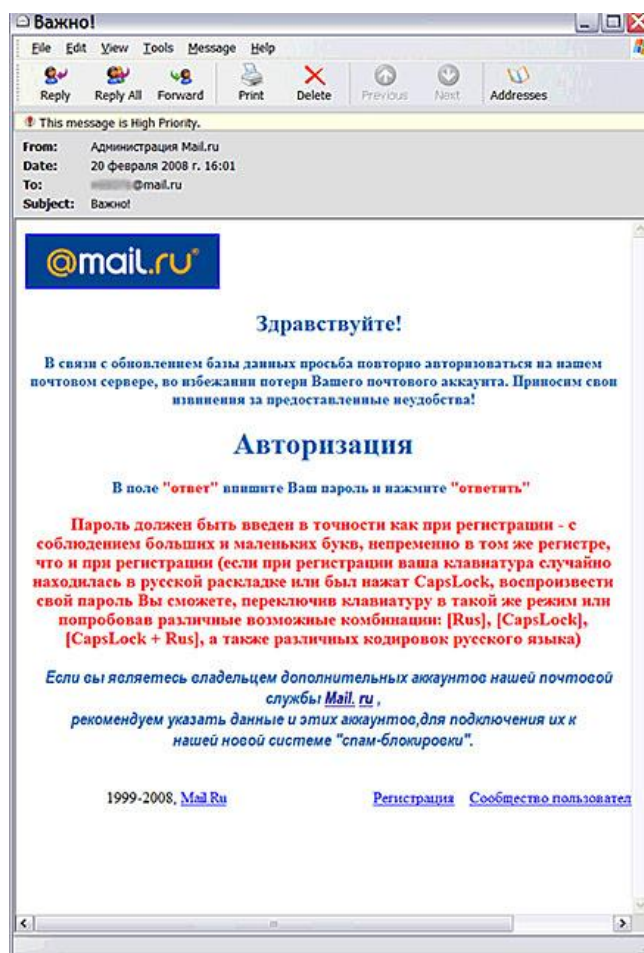 Важно!
File Edit View Tools Message Help
Reply Reply All Forward Print Delete Previous Next Addresses
This message is High Priority.
From: Администрация Mail.ru
Date: 20 февраля 2008 г. 16:01
To: @mail.ru
Subject: Важно!
@mail.ru
Здравствуйте!
В связи с обновлением базы данных просьба повторно авторизоваться на нашем
почтовом сервере, во избежании потери Вашего почтового аккаунта. Приносим свои
извинения за предоставленные неудобства!
Авторизация
В поле "ответ" впишите Ваш пароль и нажмите "ответить"
Пароль должен быть введен в точности как при регистрации - с
соблюдением больших и маленьких букв, непременно в том же регистре,
что и при регистрации (если при регистрации ваша клавиатура случайно
находилась в русской раскладке или был нажат CapsLock, воспроизвести
свой пароль Вы сможете, переключив клавиатуру в такой же режим или
попробовав различные возможные комбинации: [Rus], [CapsLock],
[CapsLock + Rus], а также различных кодировок русского языка)
Если вы являетесь владельцем дополнительных аккаунтов нашей почтовой
службы Mail. ru ,
рекомендуем указать данные и этих аккаунтов,для подключения их к
нашей новой системе "спам-блокировки".
1999-2008, Mail Ru Регистрация Сообщество пользовател